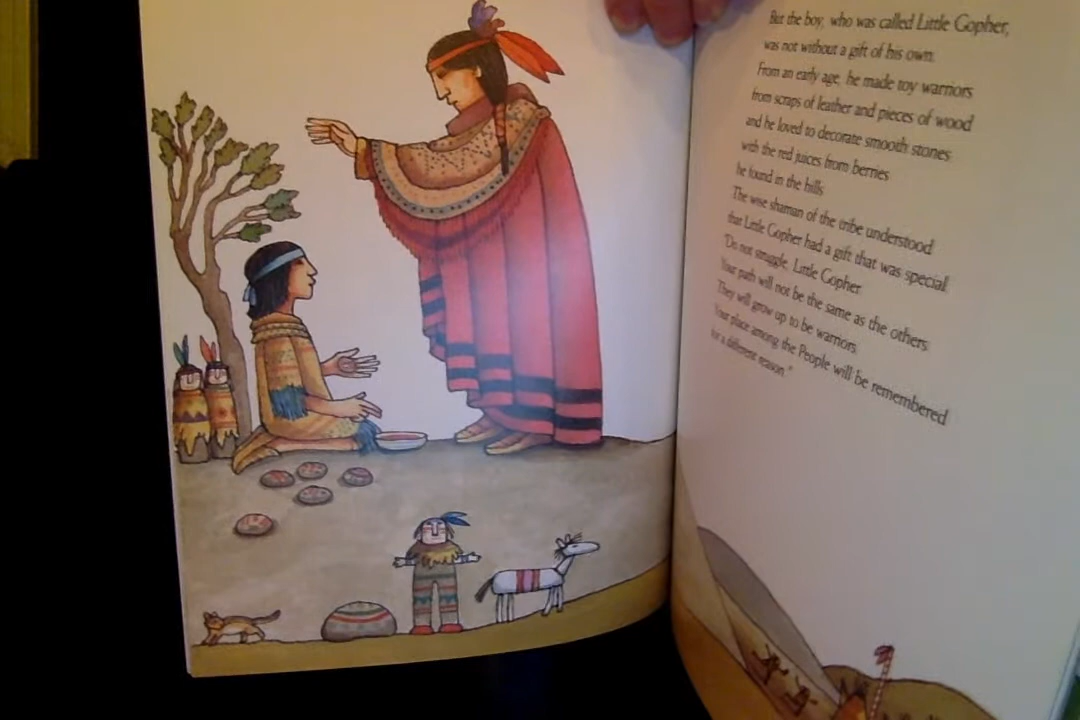 But the boy, who was called Little Gopher,
was not without a gift of his own.
From an early age, he made toy warriors
from scraps of leather and pieces of wood
and he loved to decorate smooth stones
with the red juices from berries
he found in the hills.
The wise shaman of the tribe understood
that Little Gopher had a gift that was special.
"Do not struggle, Little Gopher.
Your path will not be the same as the others.
They will grow up to be warriors.
Your place among the People will be remembered
for a different reason."